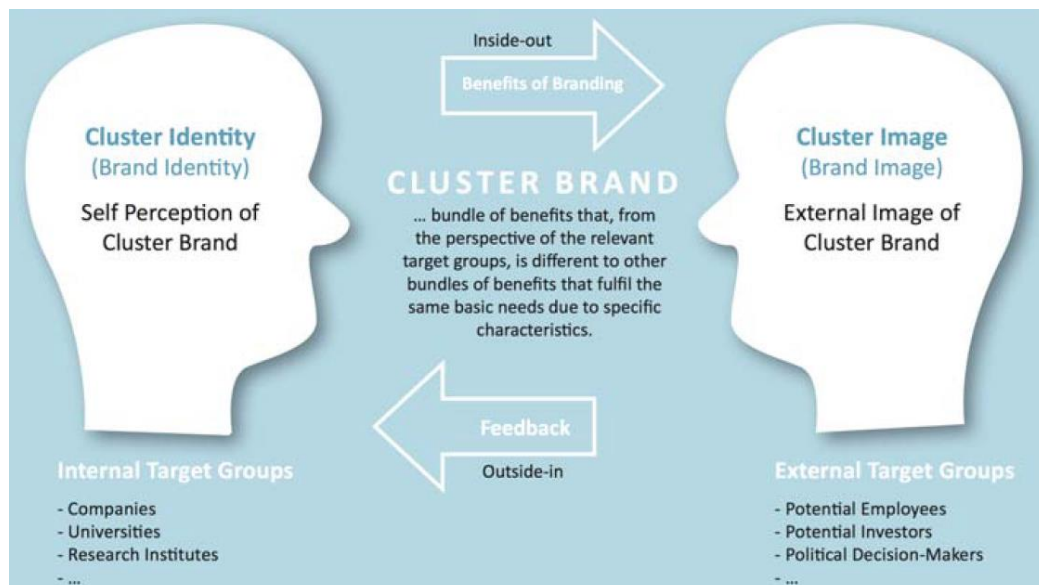 Inside-out
Benefits of Branding
Cluster Identity
(Brand Identity)
Self Perception of
Cluster Brand
CLUSTER BRAND
... bundle of benefits that, from
the perspective of the relevant
target groups, is different to other
bundles of benefits that fulfil the
same basic needs due to specific
characteristics.
Cluster Image
(Brand Image)
External Image of
Cluster Brand
Feedback
Outside-in
Internal Target Groups
- Companies
- Universities
- Research Institutes
- ...
External Target Groups
- Potential Employees
- Potential Investors
- Political Decision-Makers
- ...